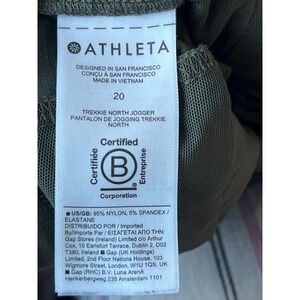 ATHLETA
DESIGNED IN SAN FRANCISCO
CONÇU À SAN FRANCISCO
MADE IN VIETNAM
20
TREKKIE NORTH JOGGER
PANTALON DE JOGGING TREKKIE
NORTH
Certified
Certifiée
B
Entreprise
Corporation
■ US/GB: 95% NYLON, 5% SPANDEX /
ELASTANE
DISTRIBUTED FOR / Imported
By/Importe Par / ΕΙΣΑΓΕΤΑΙ ΑΠΟ ΤΗΝ:
Gap Stores (Ireland) Limited c/o Arthur
Cox, 10 Earlsfort Terrace, Dublin 2, D02
T380, Ireland ■ Gap (UK Holdings)
Limited, 2nd Floor Nations House, 103
Wigmore Street, London, W1U 1QS, UK
■ Gap (RHC) B.V. Luna ArenA
Herikerbergweg 238 Amsterdam 1101